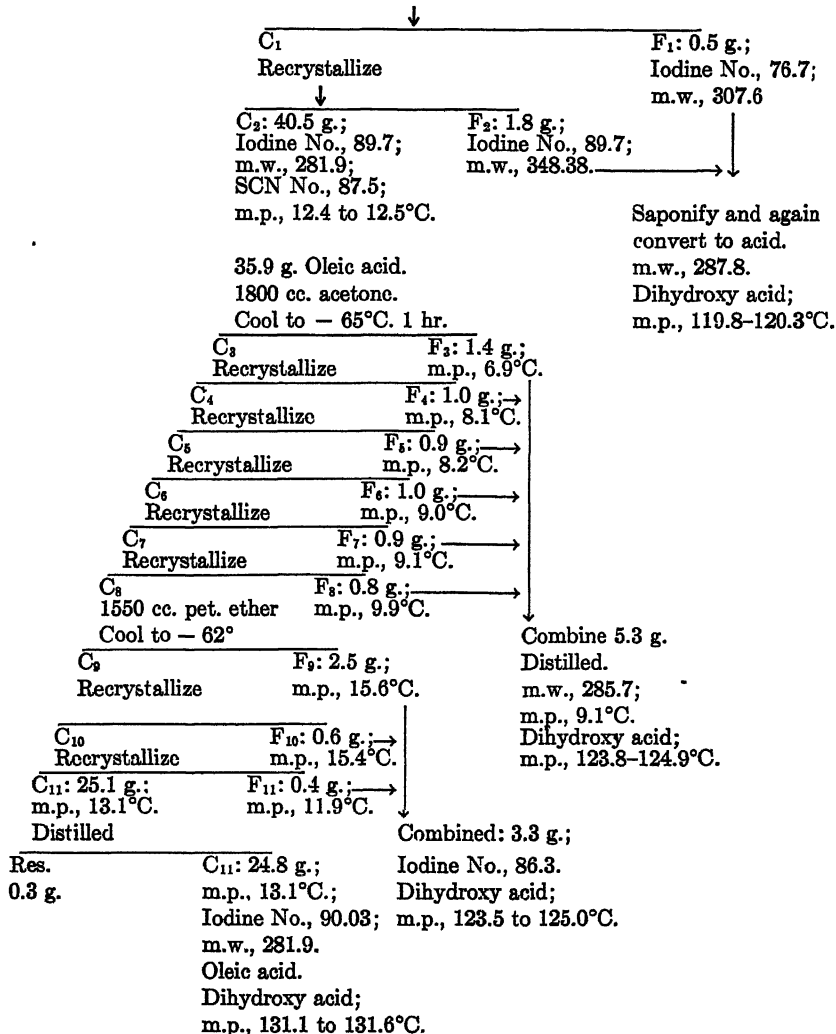 C₁
Recrystallize
F₁: 0.5 g.;
Iodine No., 76.7;
m.w., 307.6
C₂: 40.5 g.;
Iodine No., 89.7;
m.w., 281.9;
SCN No., 87.5;
m.p., 12.4 to 12.5°C.
F₂: 1.8 g.;
Iodine No., 89.7;
m.w., 348.38.
Saponify and again
convert to acid.
m.w., 287.8.
Dihydroxy acid;
m.p., 119.8–120.3°C.
35.9 g. Oleic acid.
1800 cc. acetone.
Cool to − 65°C. 1 hr.
C₃
Recrystallize
F₃: 1.4 g.;
m.p., 6.9°C.
C₄
Recrystallize
F₄: 1.0 g.;
m.p., 8.1°C.
C₅
Recrystallize
F₅: 0.9 g.;
m.p., 8.2°C.
C₆
Recrystallize
F₆: 1.0 g.;
m.p., 9.0°C.
C₇
Recrystallize
F₇: 0.9 g.;
m.p., 9.1°C.
C₈
1550 cc. pet. ether
Cool to − 62°
F₈: 0.8 g.;
m.p., 9.9°C.
Combine 5.3 g.
Distilled.
m.w., 285.7;
m.p., 9.1°C.
Dihydroxy acid;
m.p., 123.8–124.9°C.
C₉
Recrystallize
F₉: 2.5 g.;
m.p., 15.6°C.
C₁₀
Recrystallize
F₁₀: 0.6 g.;
m.p., 15.4°C.
C₁₁: 25.1 g.;
m.p., 13.1°C.
Distilled
F₁₁: 0.4 g.;
m.p., 11.9°C.
Combined: 3.3 g.;
Iodine No., 86.3.
Dihydroxy acid;
m.p., 123.5 to 125.0°C.
Res.
0.3 g.
C₁₁: 24.8 g.;
m.p., 13.1°C.;
Iodine No., 90.03;
m.w., 281.9.
Oleic acid.
Dihydroxy acid;
m.p., 131.1 to 131.6°C.